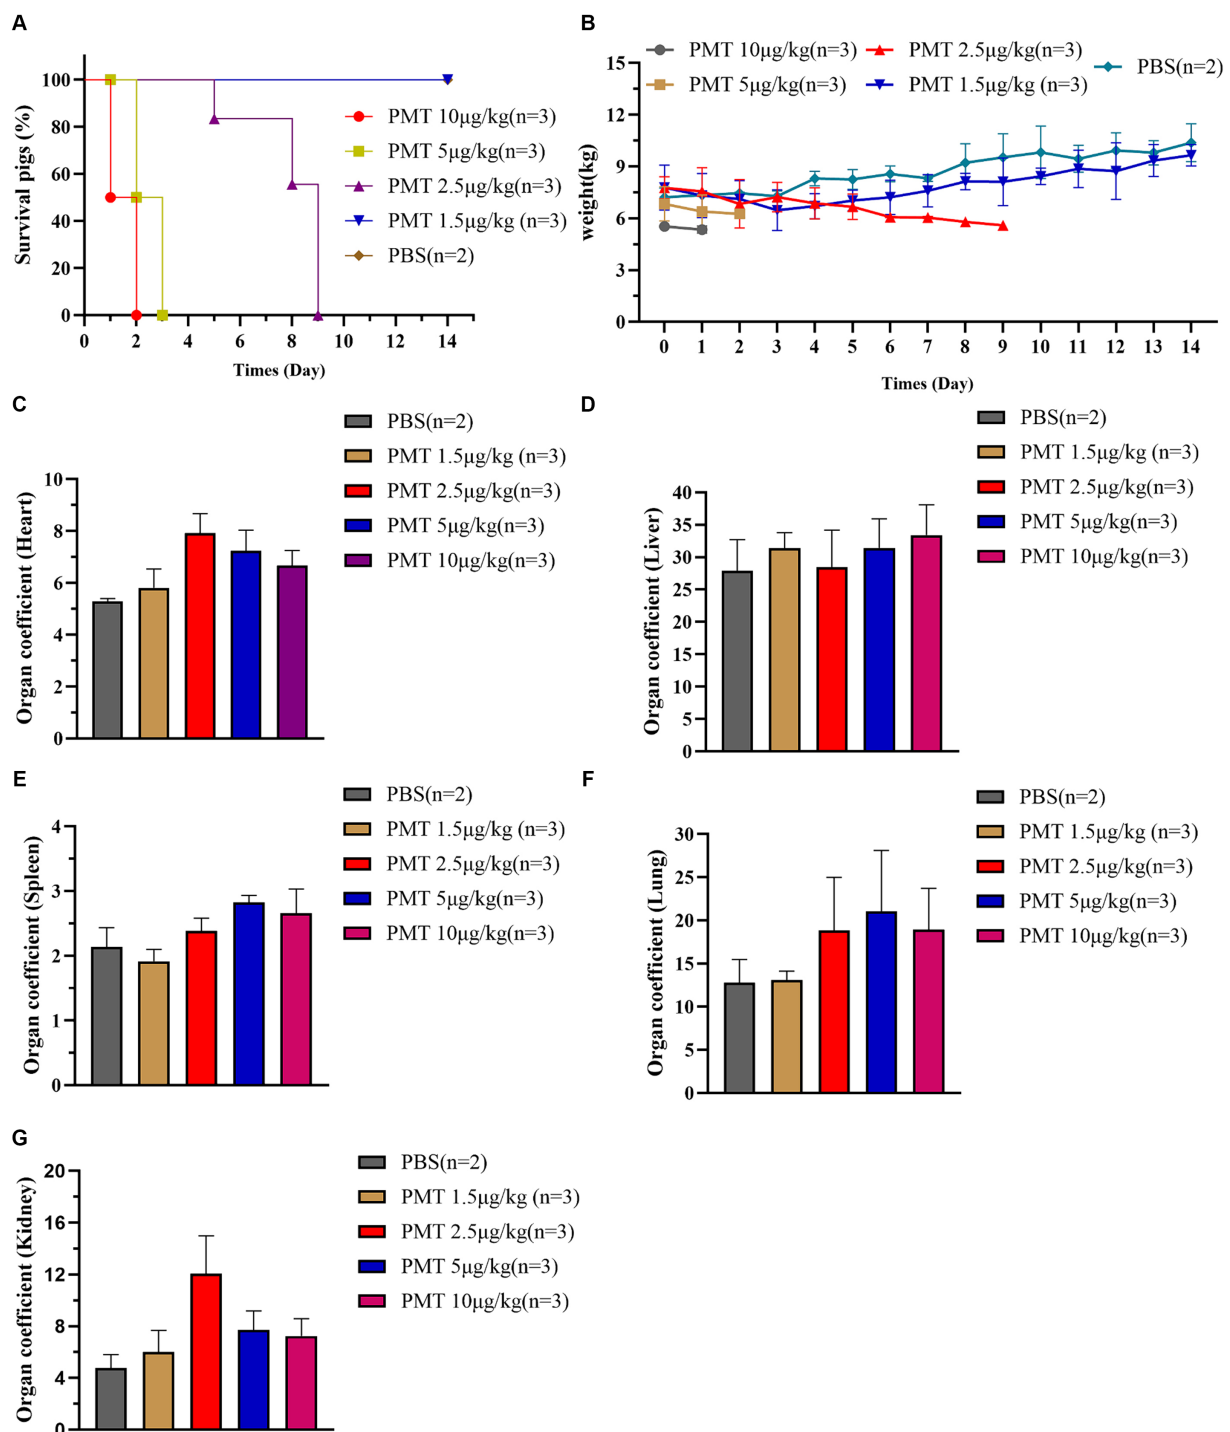 A
Survival pigs (%)
100
80
60
40
20
0
0 2 4 6 8 10 12 14
Times (Day)
PMT 10μg/kg(n=3)
PMT 5μg/kg(n=3)
PMT 2.5μg/kg(n=3)
PMT 1.5μg/kg (n=3)
PBS(n=2)
B
PMT 10μg/kg(n=3)
PMT 2.5μg/kg(n=3)
PBS(n=2)
PMT 5μg/kg(n=3)
PMT 1.5μg/kg (n=3)
weight(kg)
15
12
9
6
3
0
0 1 2 3 4 5 6 7 8 9 10 11 12 13 14
Times (Day)
C
PBS(n=2)
PMT 1.5μg/kg (n=3)
PMT 2.5μg/kg(n=3)
PMT 5μg/kg(n=3)
PMT 10μg/kg(n=3)
Organ coefficient (Heart)
10
8
6
4
2
0
D
PBS(n=2)
PMT 1.5μg/kg (n=3)
PMT 2.5μg/kg(n=3)
PMT 5μg/kg(n=3)
PMT 10μg/kg(n=3)
Organ coefficient (Liver)
40
35
30
25
20
15
10
5
0
E
PBS(n=2)
PMT 1.5μg/kg (n=3)
PMT 2.5μg/kg(n=3)
PMT 5μg/kg(n=3)
PMT 10μg/kg(n=3)
Organ coefficient (Spleen)
4
3
2
1
0
F
PBS(n=2)
PMT 1.5μg/kg (n=3)
PMT 2.5μg/kg(n=3)
PMT 5μg/kg(n=3)
PMT 10μg/kg(n=3)
Organ coefficient (Lung)
30
25
20
15
10
5
0
G
PBS(n=2)
PMT 1.5μg/kg (n=3)
PMT 2.5μg/kg(n=3)
PMT 5μg/kg(n=3)
PMT 10μg/kg(n=3)
Organ coefficient (Kidney)
20
16
12
8
4
0